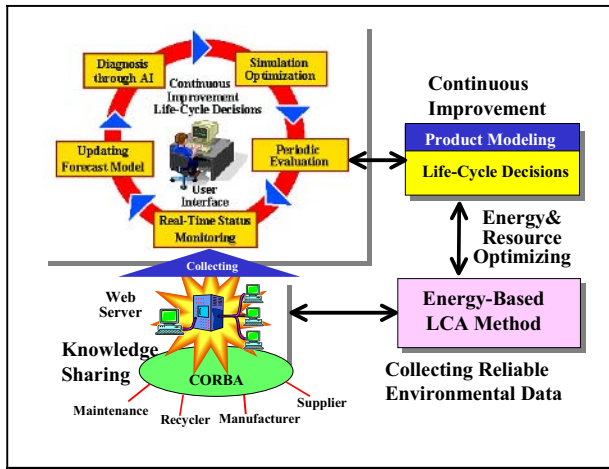 Diagnosis
through AI
Simulation
Optimization
Continuous
Improvement
Life-Cycle Decisions
Updating
Forecast Model
Periodic
Evaluation
User
Interface
Real-Time Status
Monitoring
Collecting
Web
Server
Knowledge
Sharing
CORBA
Maintenance
Recycler
Manufacturer
Supplier
Continuous
Improvement
Product Modeling
Life-Cycle Decisions
Energy&
Resource
Optimizing
Energy-Based
LCA Method
Collecting Reliable
Environmental Data